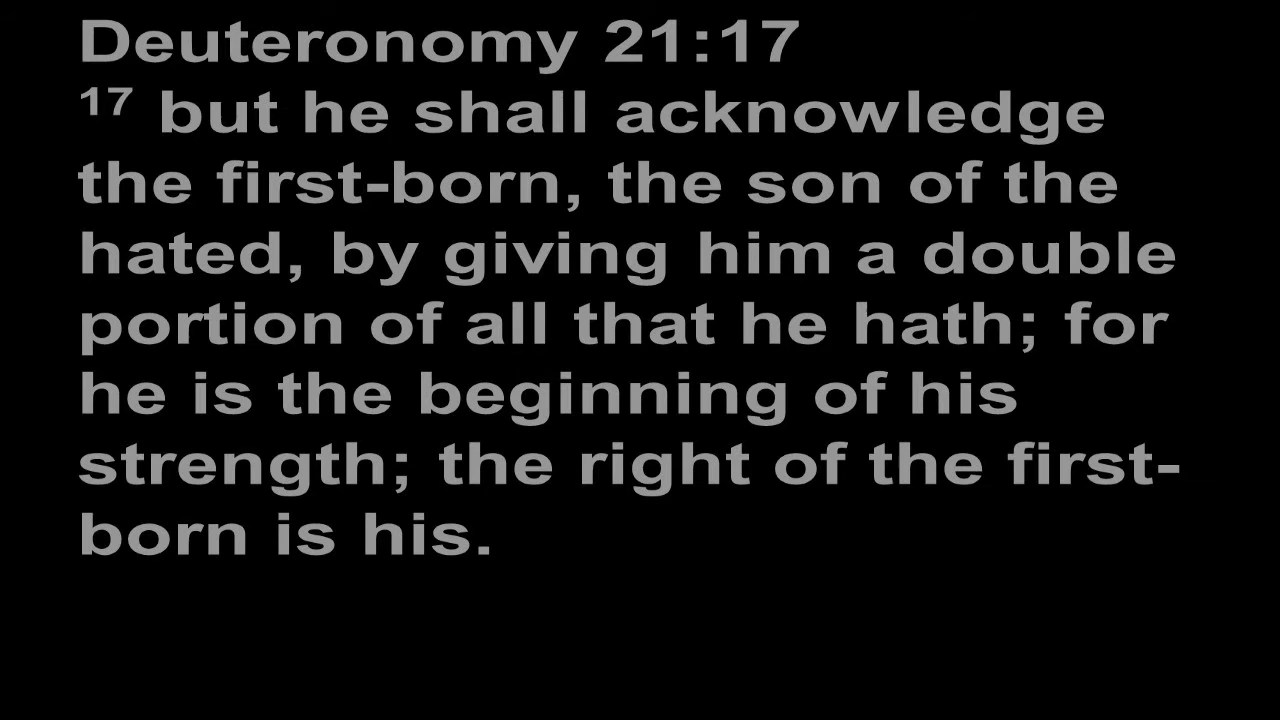 Deuteronomy 21:17
17 but he shall acknowledge
the first-born, the son of the
hated, by giving him a double
portion of all that he hath; for
he is the beginning of his
strength; the right of the first-
born is his.